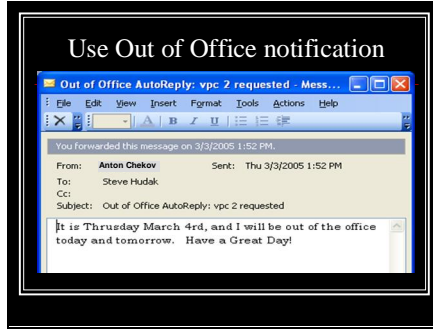 Use Out of Office notification
Out of Office AutoReply: vpc 2 requested - Mess...
File Edit View Insert Format Tools Actions Help
A B I U
You forwarded this message on 3/3/2005 1:52 PM.
From: Anton Chekov Sent: Thu 3/3/2005 1:52 PM
To: Steve Hudak
Cc:
Subject: Out of Office AutoReply: vpc 2 requested
It is Thrusday March 4rd, and I will be out of the office
today and tomorrow. Have a Great Day!